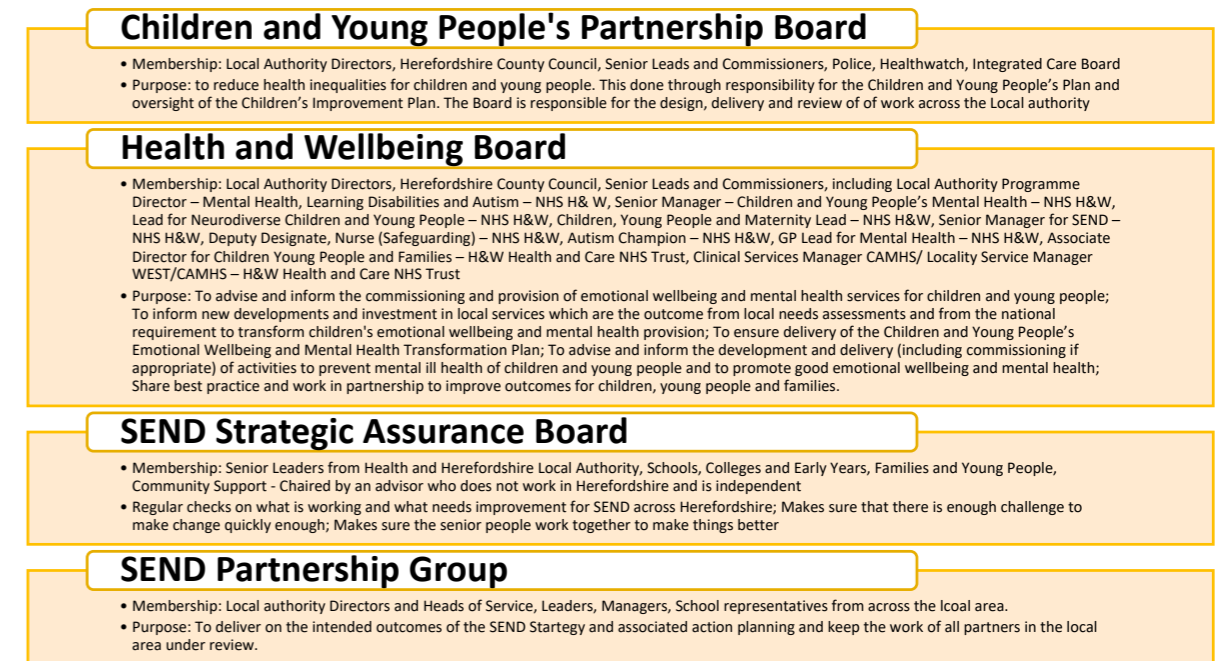 Children and Young People's Partnership Board
• Membership: Local Authority Directors, Herefordshire County Council, Senior Leads and Commissioners, Police, Healthwatch, Integrated Care Board
• Purpose: to reduce health inequalities for children and young people. This done through responsibility for the Children and Young People's Plan and
oversight of the Children's Improvement Plan. The Board is responsible for the design, delivery and review of of work across the Local authority
Health and Wellbeing Board
• Membership: Local Authority Directors, Herefordshire County Council, Senior Leads and Commissioners, including Local Authority Programme
Director – Mental Health, Learning Disabilities and Autism – NHS H& W, Senior Manager – Children and Young People's Mental Health – NHS H&W,
Lead for Neurodiverse Children and Young People – NHS H&W, Children, Young People and Maternity Lead – NHS H&W, Senior Manager for SEND –
NHS H&W, Deputy Designate, Nurse (Safeguarding) – NHS H&W, Autism Champion – NHS H&W, GP Lead for Mental Health – NHS H&W, Associate
Director for Children Young People and Families – H&W Health and Care NHS Trust, Clinical Services Manager CAMHS/ Locality Service Manager
WEST/CAMHS – H&W Health and Care NHS Trust
• Purpose: To advise and inform the commissioning and provision of emotional wellbeing and mental health services for children and young people;
To inform new developments and investment in local services which are the outcome from local needs assessments and from the national
requirement to transform children's emotional wellbeing and mental health provision; To ensure delivery of the Children and Young People's
Emotional Wellbeing and Mental Health Transformation Plan; To advise and inform the development and delivery (including commissioning if
appropriate) of activities to prevent mental ill health of children and young people and to promote good emotional wellbeing and mental health;
Share best practice and work in partnership to improve outcomes for children, young people and families.
SEND Strategic Assurance Board
• Membership: Senior Leaders from Health and Herefordshire Local Authority, Schools, Colleges and Early Years, Families and Young People,
Community Support - Chaired by an advisor who does not work in Herefordshire and is independent
• Regular checks on what is working and what needs improvement for SEND across Herefordshire; Makes sure that there is enough challenge to
make change quickly enough; Makes sure the senior people work together to make things better
SEND Partnership Group
• Membership: Local authority Directors and Heads of Service, Leaders, Managers, School representatives from across the lcoal area.
• Purpose: To deliver on the intended outcomes of the SEND Startegy and associated action planning and keep the work of all partners in the local
area under review.